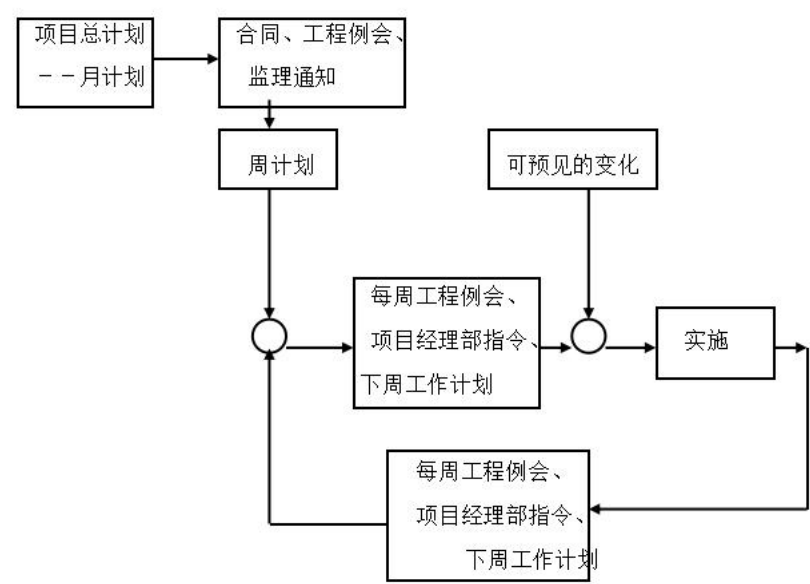 项目总计划
－－月计划
合同、工程例会、
监理通知
周计划
可预见的变化
每周工程例会、
项目经理部指令、
下周工作计划
实施
每周工程例会、
项目经理部指令、
下周工作计划